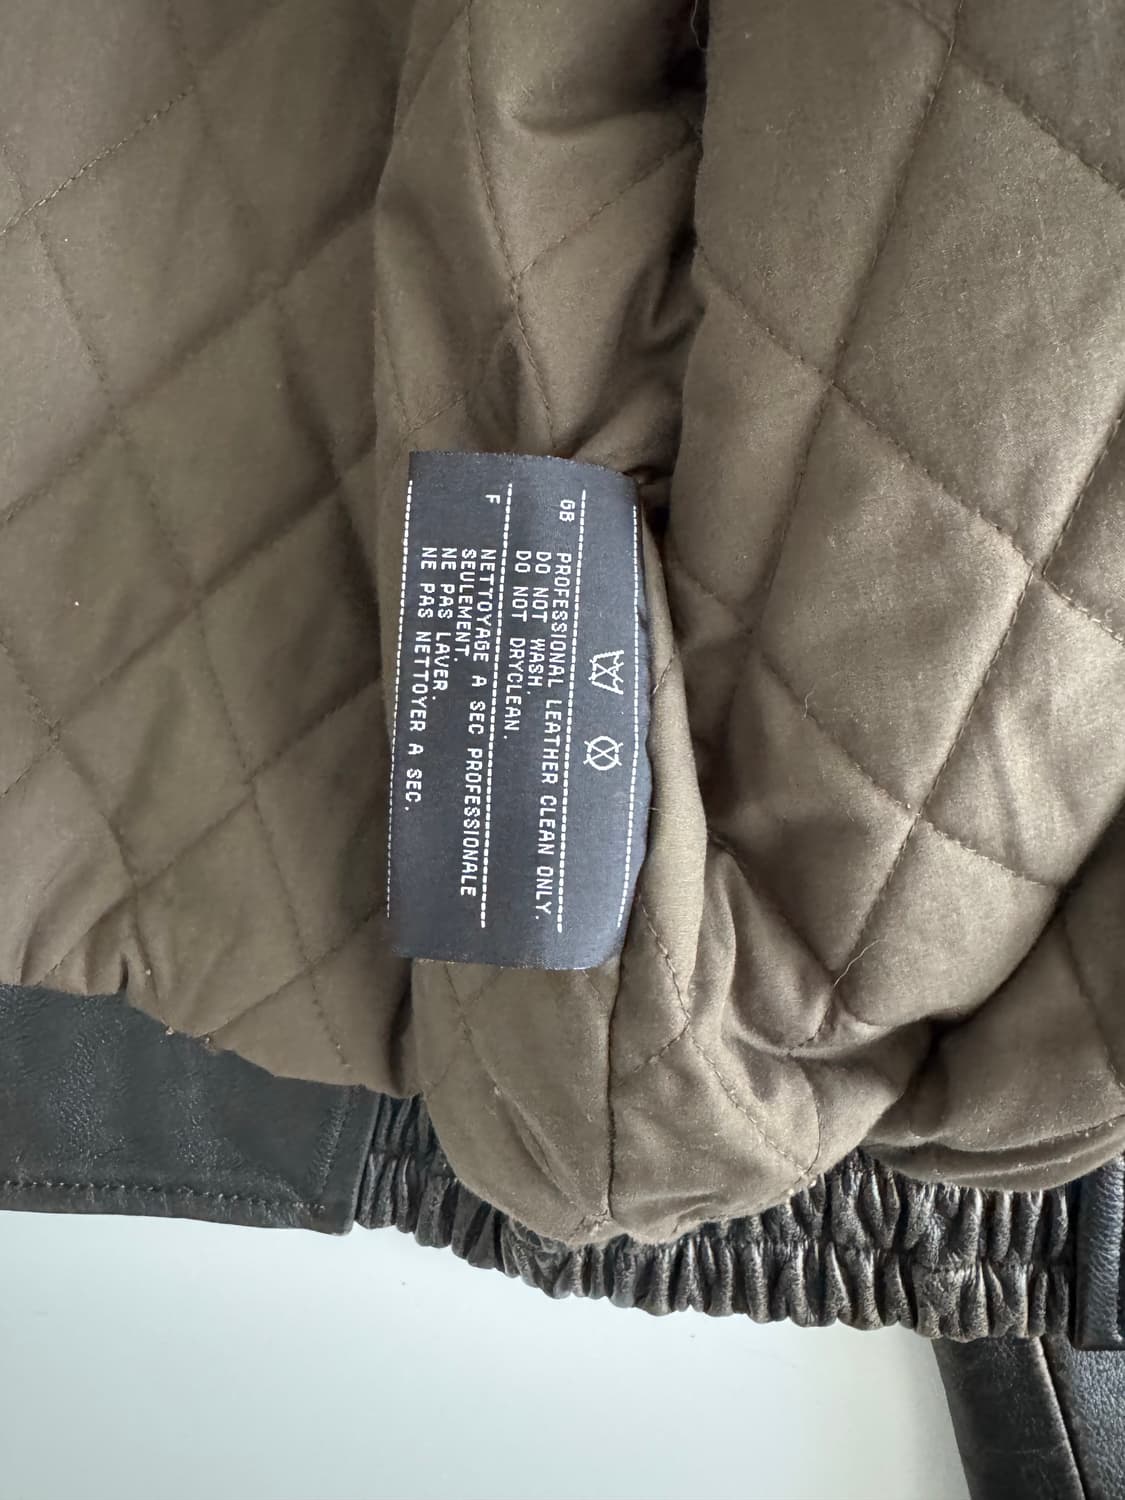 GB PROFESSIONAL LEATHER CLEAN ONLY.
DO NOT WASH.
DO NOT DRYCLEAN.
F NETTOYAGE A SEC PROFESSIONALE
SEULEMENT.
NE PAS LAVER.
NE PAS NETTOYER A SEC.